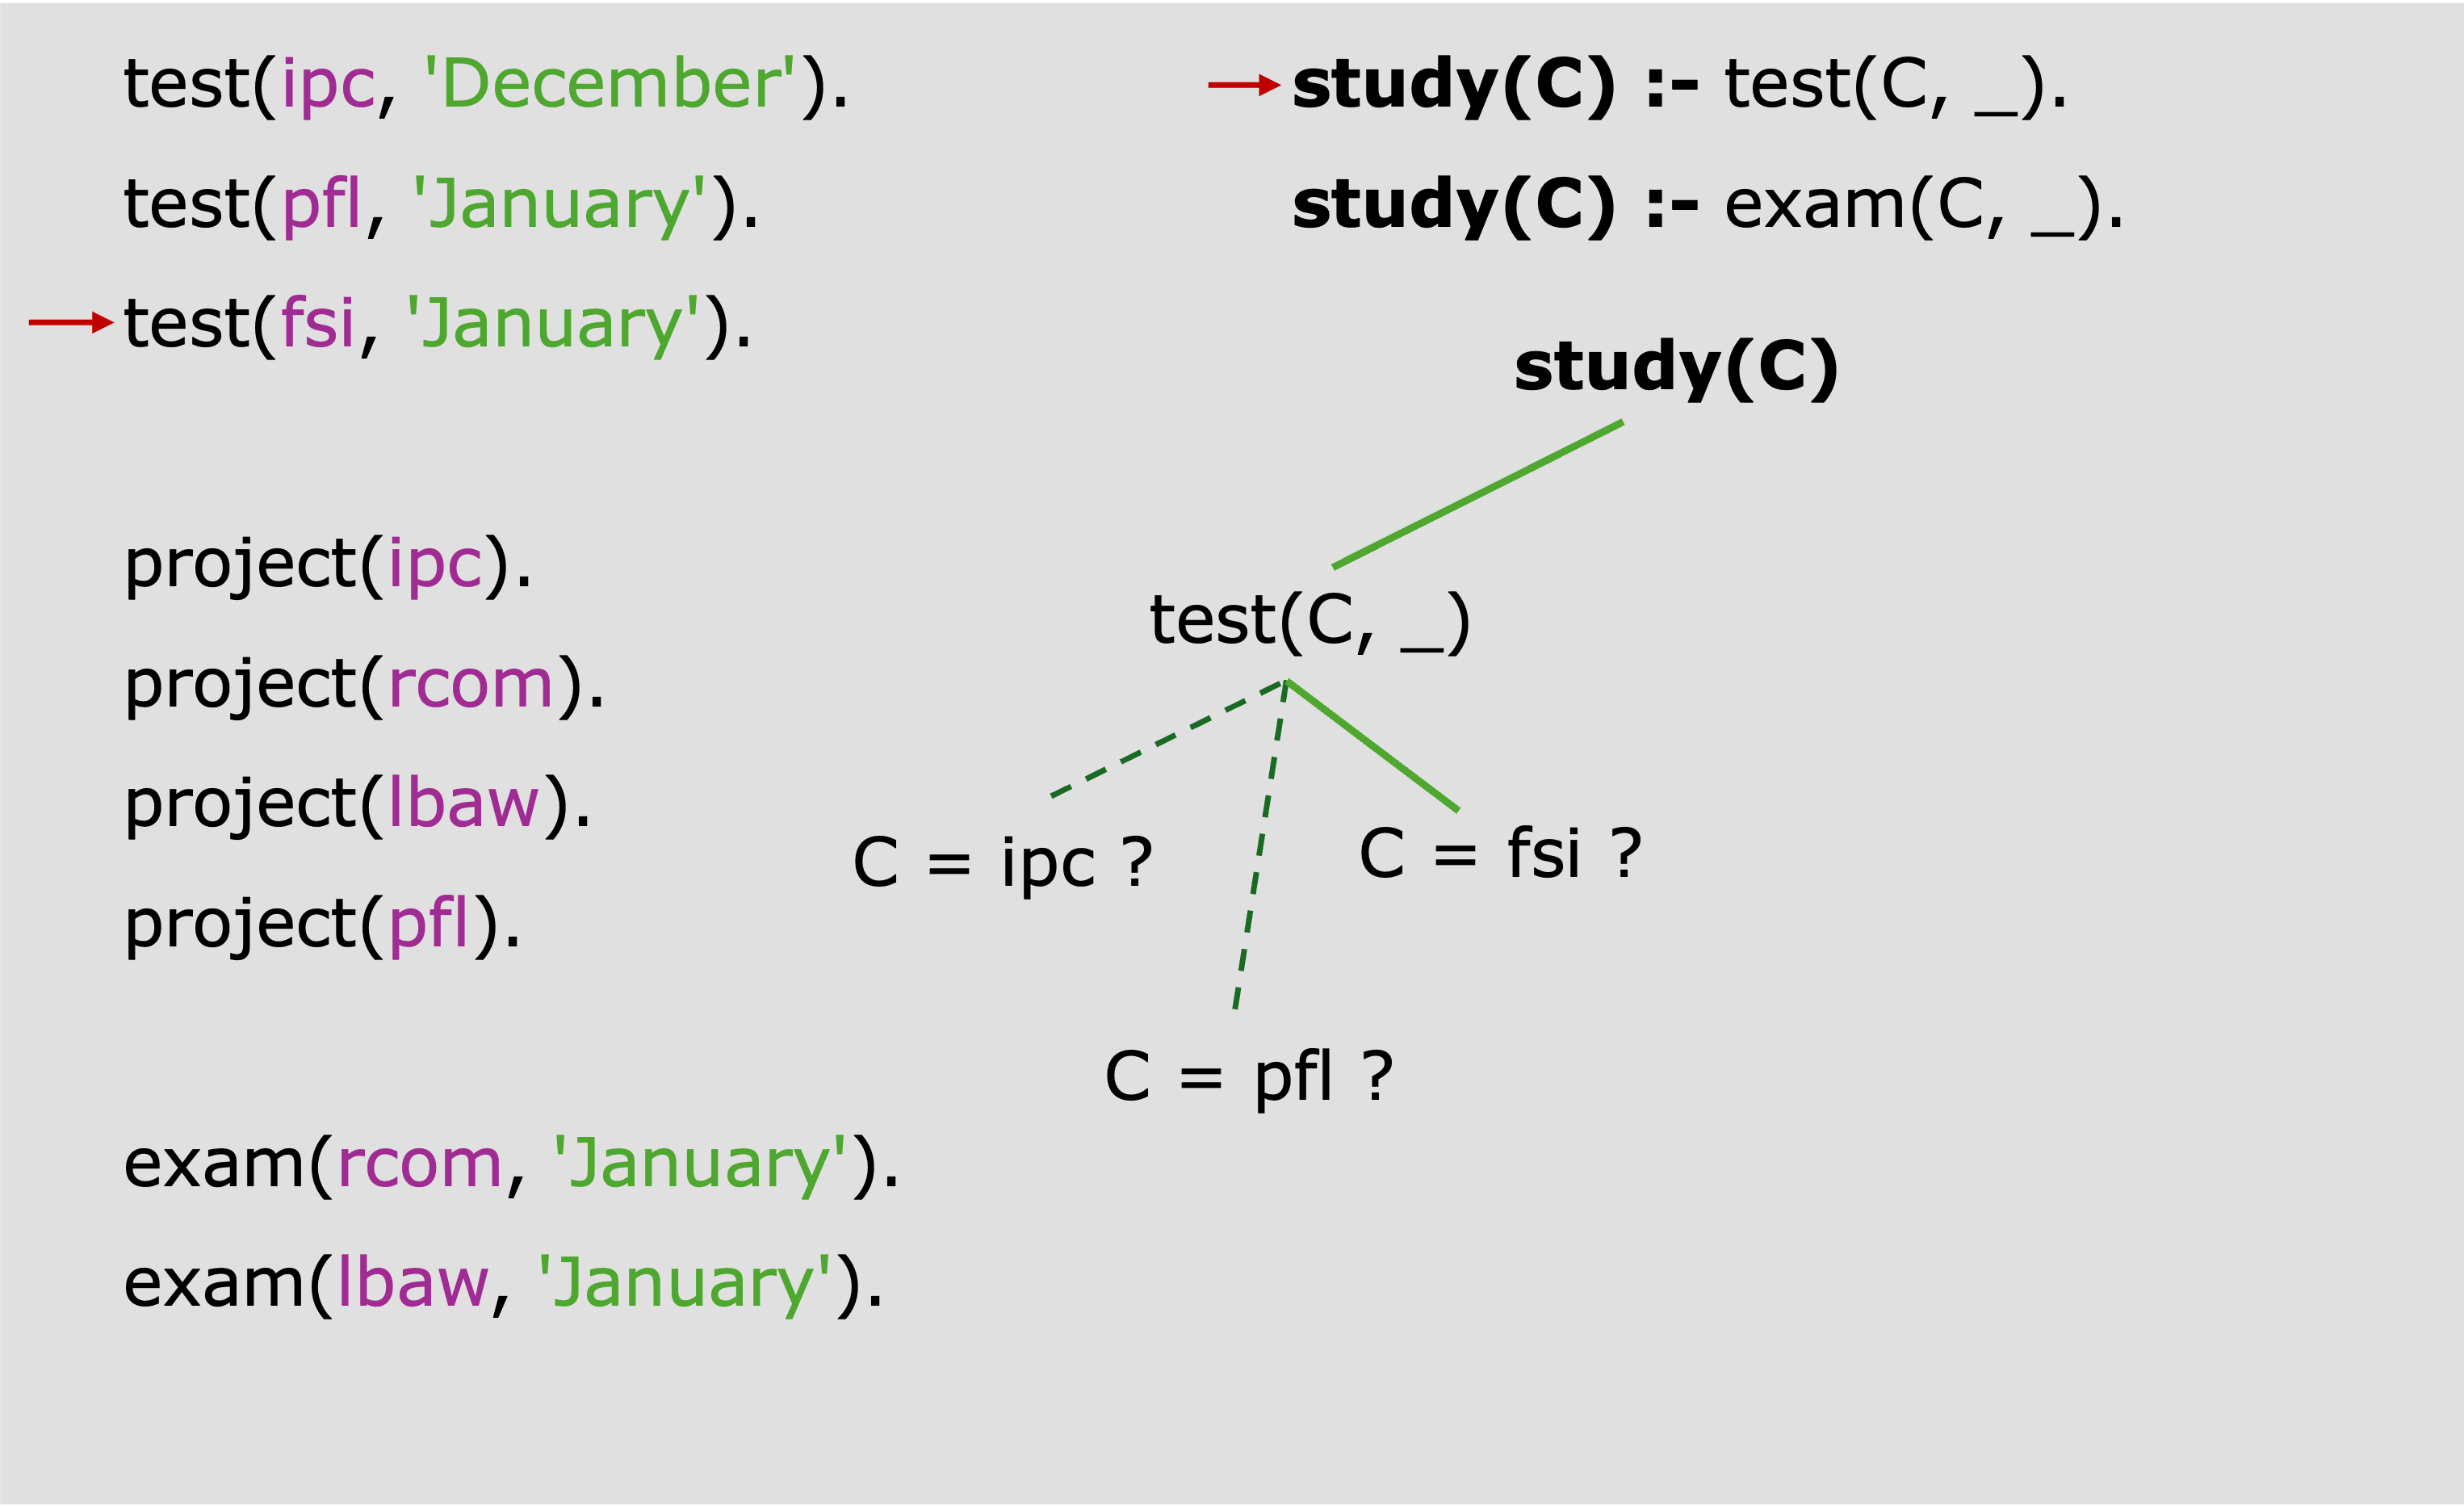 test(ipc, 'December').
test(pfl, 'January').
test(fsi, 'January').
project(ipc).
project(rcom).
project(lbaw).
project(pfl).
exam(rcom, 'January').
exam(lbaw, 'January').
study(C) :- test(C, _).
study(C) :- exam(C, _).
study(C)
test(C, _)
C = ipc ?
C = fsi ?
C = pfl ?